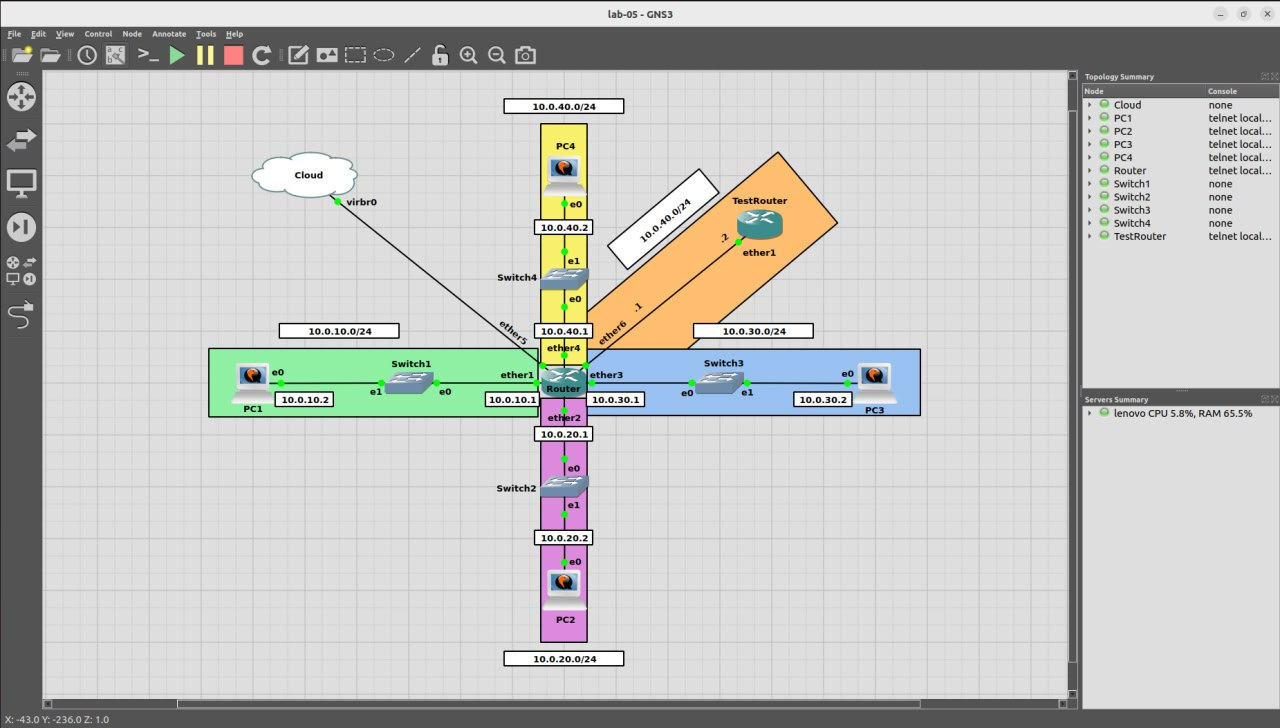 lab-05 - GNS3
File Edit View Control Node Annotate Tools Help
Topology Summary
Node Console
Cloud none
PC1 telnet local...
PC2 telnet local...
PC3 telnet local...
PC4 telnet local...
Router telnet local...
Switch1 none
Switch2 none
Switch3 none
Switch4 none
TestRouter telnet local...
Servers Summary
lenovo CPU 5.8%, RAM 65.5%
10.0.40.0/24
PC4
e0
10.0.40.2
e1
Switch4
e0
10.0.40.1
ether4
Cloud
virbr0
ether5
10.0.40.0/24
TestRouter
.2
ether1
.1
ether6
10.0.10.0/24
Switch1
e0
e1
e0
ether1
PC1
10.0.10.2
10.0.10.1
Router
10.0.30.0/24
Switch3
ether3
e0
e1
e0
10.0.30.1
10.0.30.2
PC3
ether2
10.0.20.1
e0
Switch2
e1
10.0.20.2
e0
PC2
10.0.20.0/24
X: -43.0 Y: -236.0 Z: 1.0